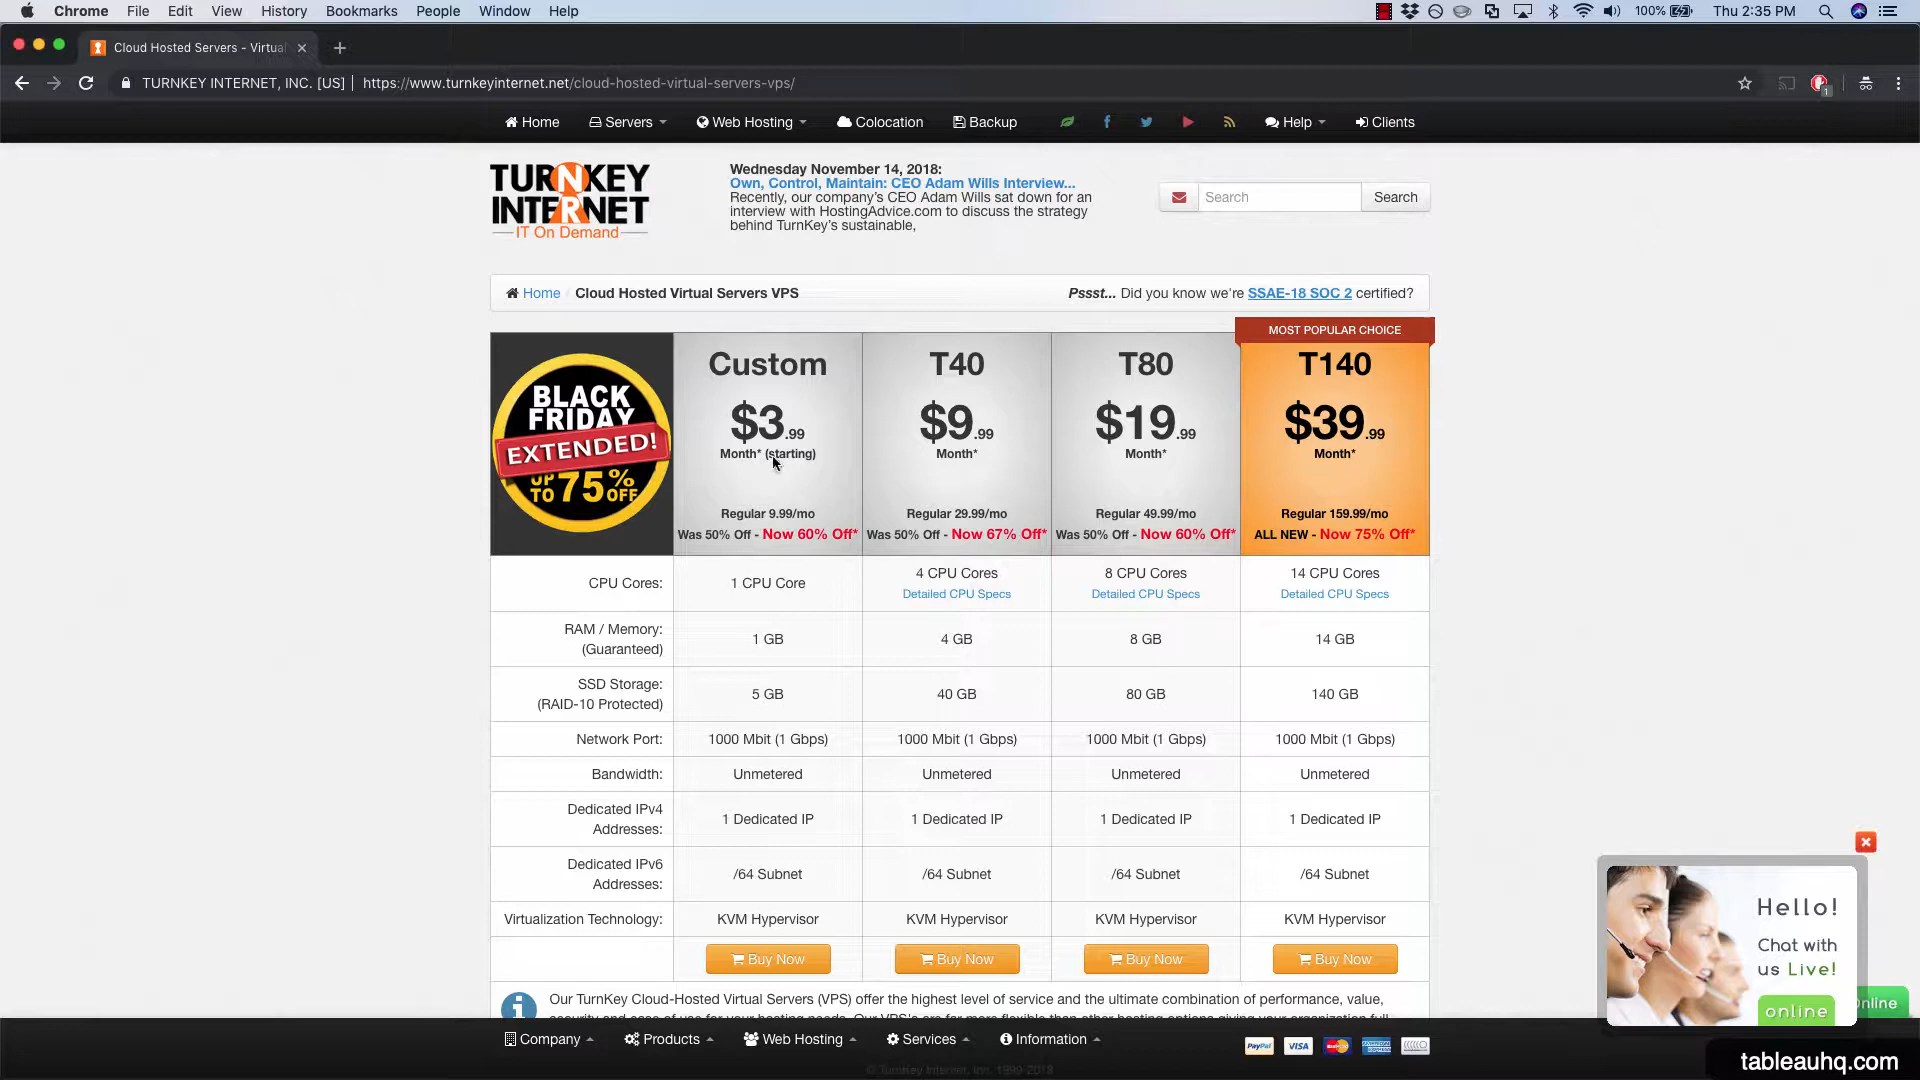 Chrome File Edit View History Bookmarks People Window Help 100% Thu 2:35 PM
Cloud Hosted Servers - Virtual
TURNKEY INTERNET, INC. [US] https://www.turnkeyinternet.net/cloud-hosted-virtual-servers-vps/
1
Home Servers Web Hosting Colocation Backup Help Clients
TURNKEY
INTERNET
IT On Demand
Wednesday November 14, 2018:
Own, Control, Maintain: CEO Adam Wills Interview...
Recently, our company's CEO Adam Wills sat down for an
interview with HostingAdvice.com to discuss the strategy
behind TurnKey's sustainable,
Search Search
Home / Cloud Hosted Virtual Servers VPS Pssst... Did you know we're SSAE-18 SOC 2 certified?
MOST POPULAR CHOICE
BLACK
FRIDAY
EXTENDED!
UP TO 75% OFF
Custom T40 T80 T140
$3.99 $9.99 $19.99 $39.99
Month* (starting) Month* Month* Month*
Regular 9.99/mo Regular 29.99/mo Regular 49.99/mo Regular 159.99/mo
Was 50% Off - Now 60% Off* Was 50% Off - Now 67% Off* Was 50% Off - Now 60% Off* ALL NEW - Now 75% Off*
CPU Cores: 1 CPU Core 4 CPU Cores 8 CPU Cores 14 CPU Cores
Detailed CPU Specs Detailed CPU Specs Detailed CPU Specs
RAM / Memory:
(Guaranteed) 1 GB 4 GB 8 GB 14 GB
SSD Storage:
(RAID-10 Protected) 5 GB 40 GB 80 GB 140 GB
Network Port: 1000 Mbit (1 Gbps) 1000 Mbit (1 Gbps) 1000 Mbit (1 Gbps) 1000 Mbit (1 Gbps)
Bandwidth: Unmetered Unmetered Unmetered Unmetered
Dedicated IPv4
Addresses: 1 Dedicated IP 1 Dedicated IP 1 Dedicated IP 1 Dedicated IP
Dedicated IPv6
Addresses: /64 Subnet /64 Subnet /64 Subnet /64 Subnet
Virtualization Technology: KVM Hypervisor KVM Hypervisor KVM Hypervisor KVM Hypervisor
Buy Now Buy Now Buy Now Buy Now
Our TurnKey Cloud-Hosted Virtual Servers (VPS) offer the highest level of service and the ultimate combination of performance, value,
Hello!
Chat with
us Live!
online
Online
Company Products Web Hosting Services Information PayPal VISA
© TurnKey Internet, Inc. 1999-2018
tableauhq.com